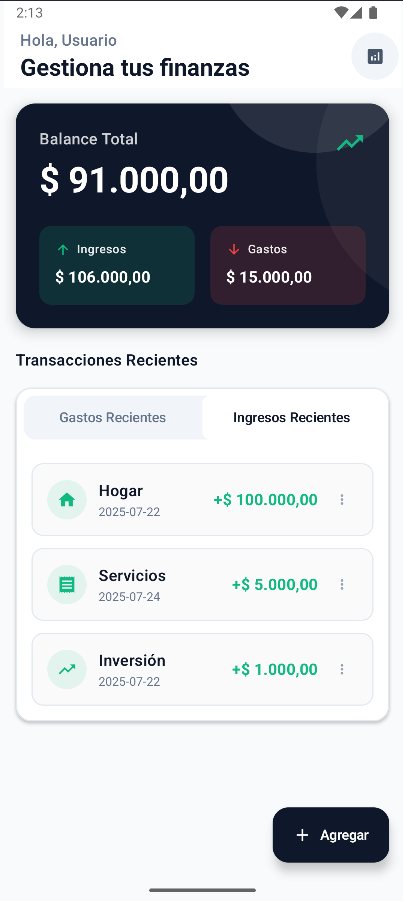 2:13
Hola, Usuario
Gestiona tus finanzas
Balance Total
$ 91.000,00
Ingresos
$ 106.000,00
Gastos
$ 15.000,00
Transacciones Recientes
Gastos Recientes
Ingresos Recientes
Hogar
2025-07-22
+$ 100.000,00
Servicios
2025-07-24
+$ 5.000,00
Inversión
2025-07-22
+$ 1.000,00
+ Agregar